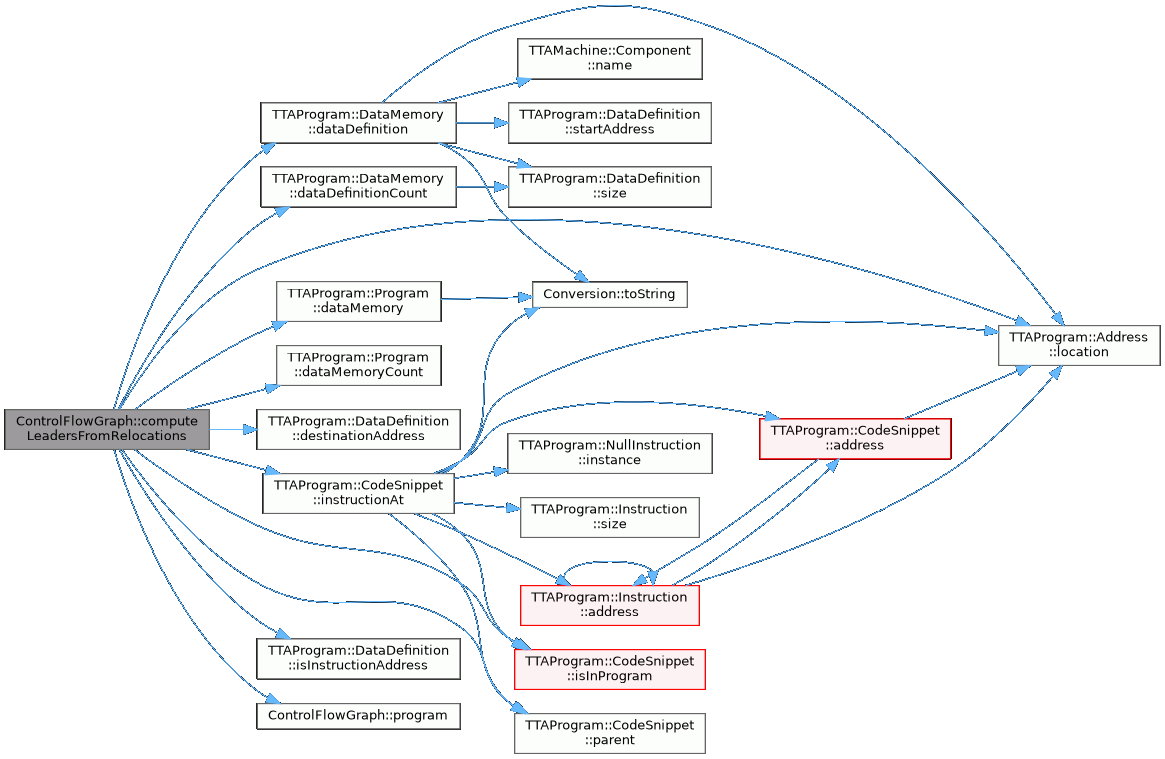 TTAMachine::Component
::name
TTAProgram::DataMemory
::dataDefinition
TTAProgram::DataDefinition
::startAddress
TTAProgram::DataMemory
::dataDefinitionCount
TTAProgram::DataDefinition
::size
TTAProgram::Program
::dataMemory
Conversion::toString
TTAProgram::Address
::location
TTAProgram::Program
::dataMemoryCount
ControlFlowGraph::compute
LeadersFromRelocations
TTAProgram::DataDefinition
::destinationAddress
TTAProgram::CodeSnippet
::address
TTAProgram::NullInstruction
::instance
TTAProgram::CodeSnippet
::instructionAt
TTAProgram::Instruction
::size
TTAProgram::Instruction
::address
TTAProgram::DataDefinition
::isInstructionAddress
TTAProgram::CodeSnippet
::isInProgram
ControlFlowGraph::program
TTAProgram::CodeSnippet
::parent